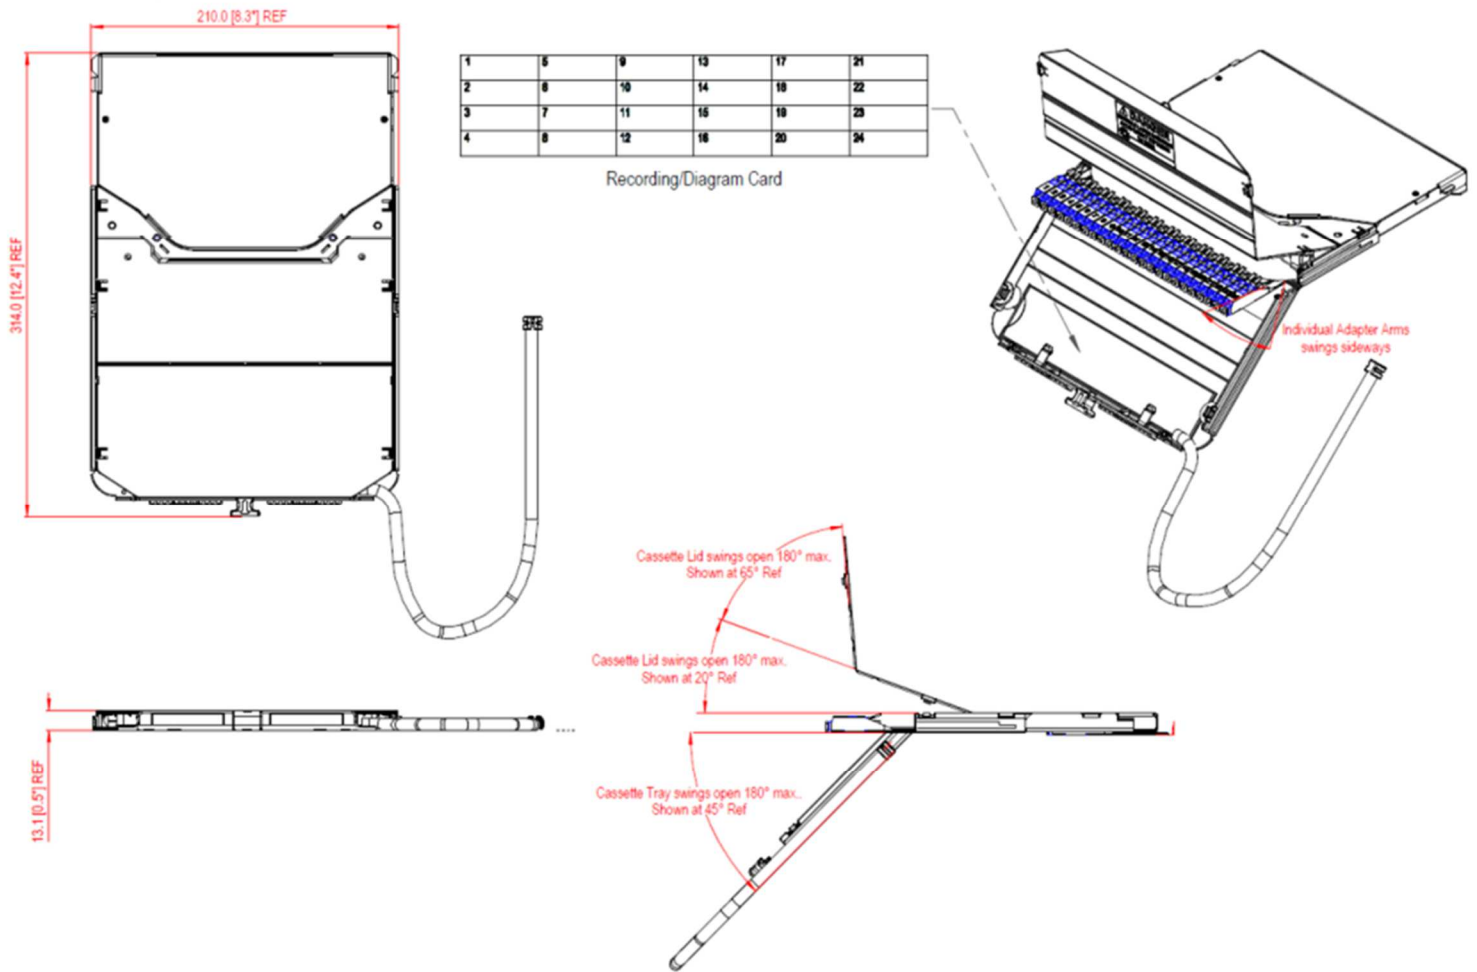 210.0 [8.3"] REF
314.0 [12.4"] REF
1 5 9 13 17 21
2 6 10 14 18 22
3 7 11 15 19 23
4 8 12 16 20 24
Recording/Diagram Card
Individual Adapter Arms
swings sideways
Cassette Lid swings open 180° max.
Shown at 65° Ref
Cassette Lid swings open 180° max.
Shown at 20° Ref
13.1 [0.5"] REF
Cassette Tray swings open 180° max..
Shown at 45° Ref